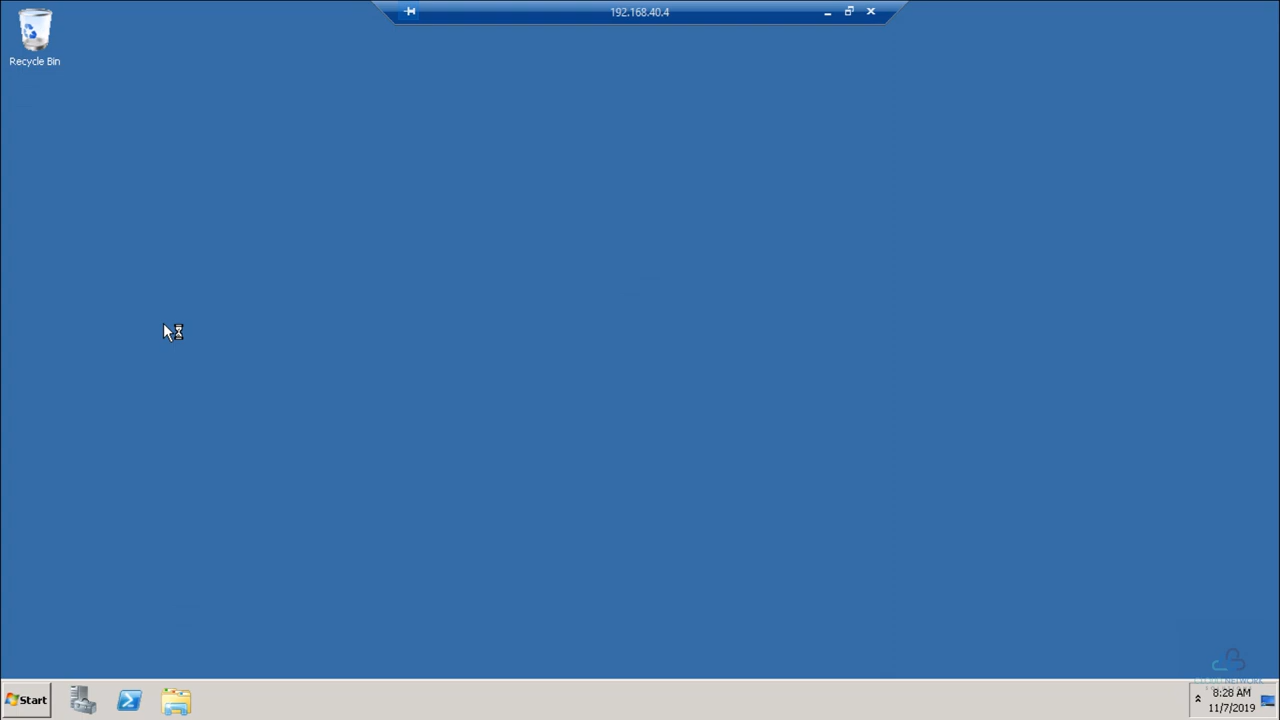 192.168.40.4
Recycle Bin
Start
8:28 AM
11/7/2019